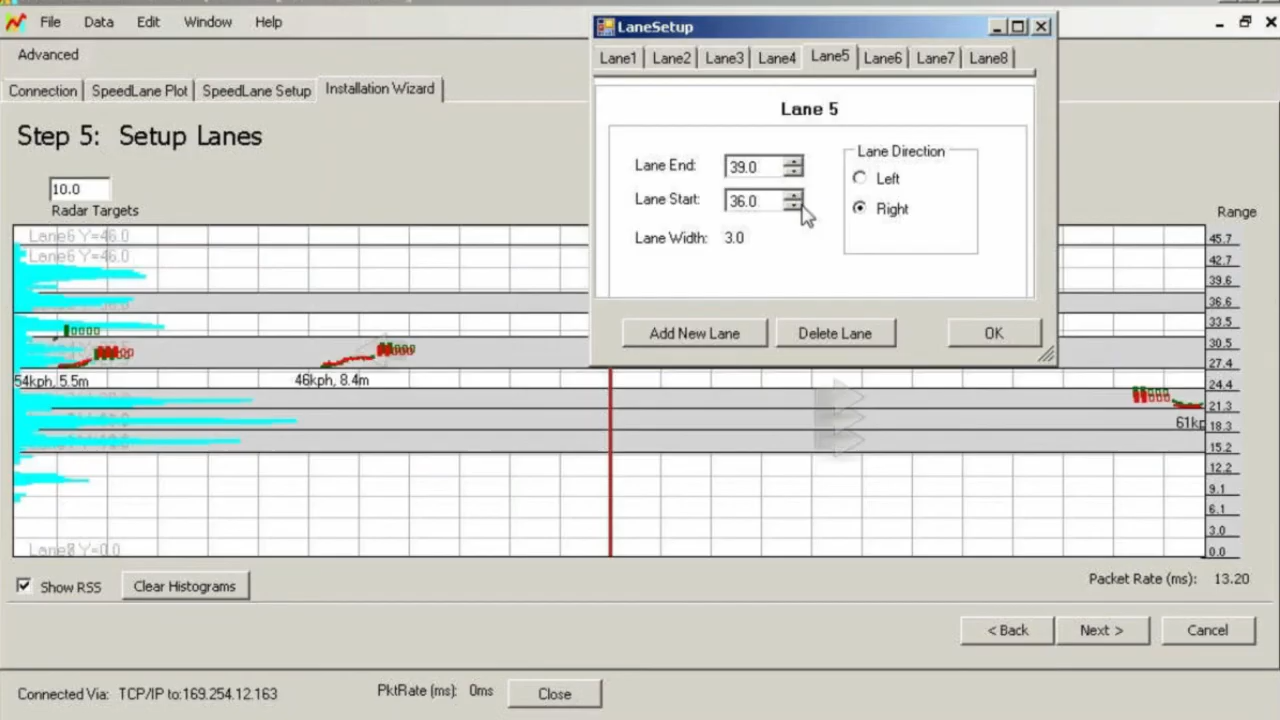 File Data Edit Window Help
Advanced
Connection SpeedLane Plot SpeedLane Setup Installation Wizard
Step 5: Setup Lanes
10.0
Radar Targets
LaneSetup
Lane1 Lane2 Lane3 Lane4 Lane5 Lane6 Lane7 Lane8
Lane 5
Lane End: 39.0
Lane Start: 36.0
Lane Width: 3.0
Lane Direction
Left
Right
Add New Lane Delete Lane OK
Range
45.7
42.7
39.6
36.6
33.5
30.5
27.4
24.4
21.3
18.3
15.2
12.2
9.1
6.1
3.0
0.0
Lane6 Y=46.0
Lane6 Y=46.0
54kph, 5.5m
46kph, 8.4m
Y=0.0
Show RSS Clear Histograms
Packet Rate (ms): 13.20
< Back Next > Cancel
Connected Via: TCP/IP to:169.254.12.163 PktRate (ms): 0ms Close